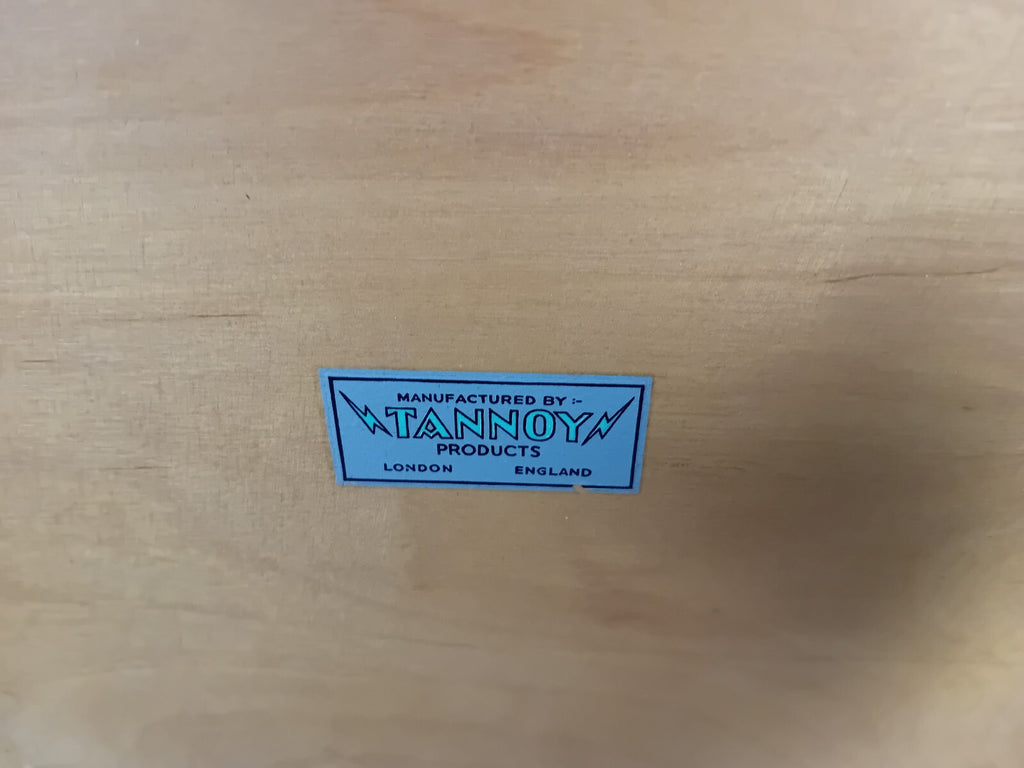 MANUFACTURED BY :-
TANNOY
PRODUCTS
LONDON ENGLAND